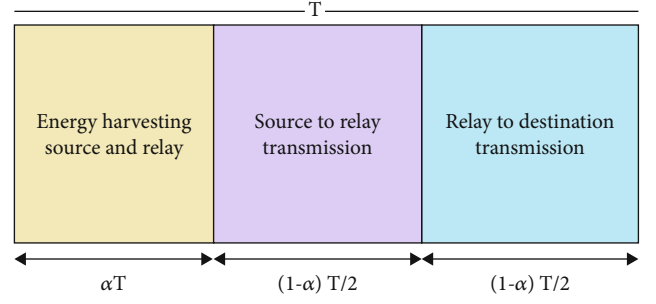 T
Energy harvesting
source and relay
Source to relay
transmission
Relay to destination
transmission
αT
(1-α) T/2
(1-α) T/2